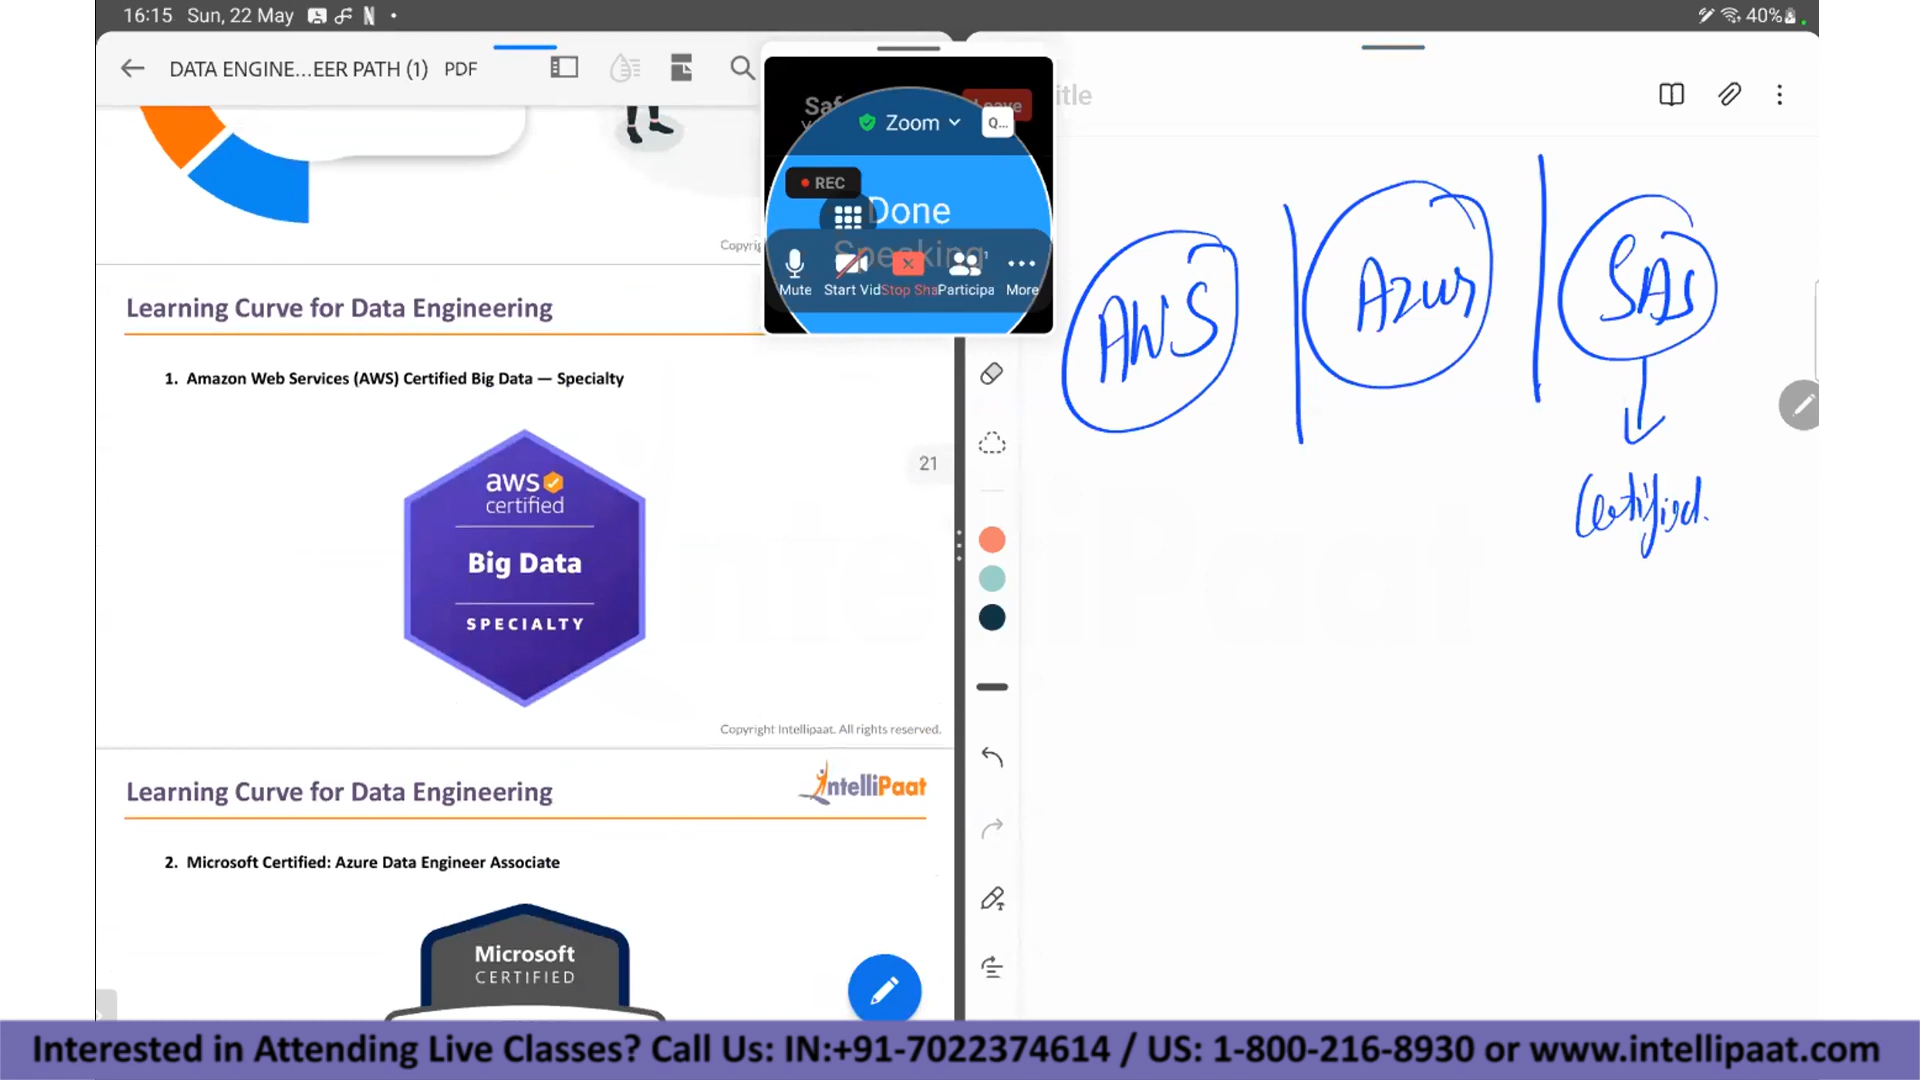 16:15 Sun, 22 May
40%
DATA ENGINE...EER PATH (1) PDF
Title
Leave
Zoom
Q...
REC
Done
Speaking
Mute
Start Vid
Stop Sha
Participa
1
More
Learning Curve for Data Engineering
1. Amazon Web Services (AWS) Certified Big Data — Specialty
21
aws
certified
Big Data
SPECIALTY
Copyright Intellipaat. All rights reserved.
Learning Curve for Data Engineering
IntelliPaat
2. Microsoft Certified: Azure Data Engineer Associate
Microsoft
CERTIFIED
AWS
Azur
SAS
Certified.
Interested in Attending Live Classes? Call Us: IN:+91-7022374614 / US: 1-800-216-8930 or www.intellipaat.com